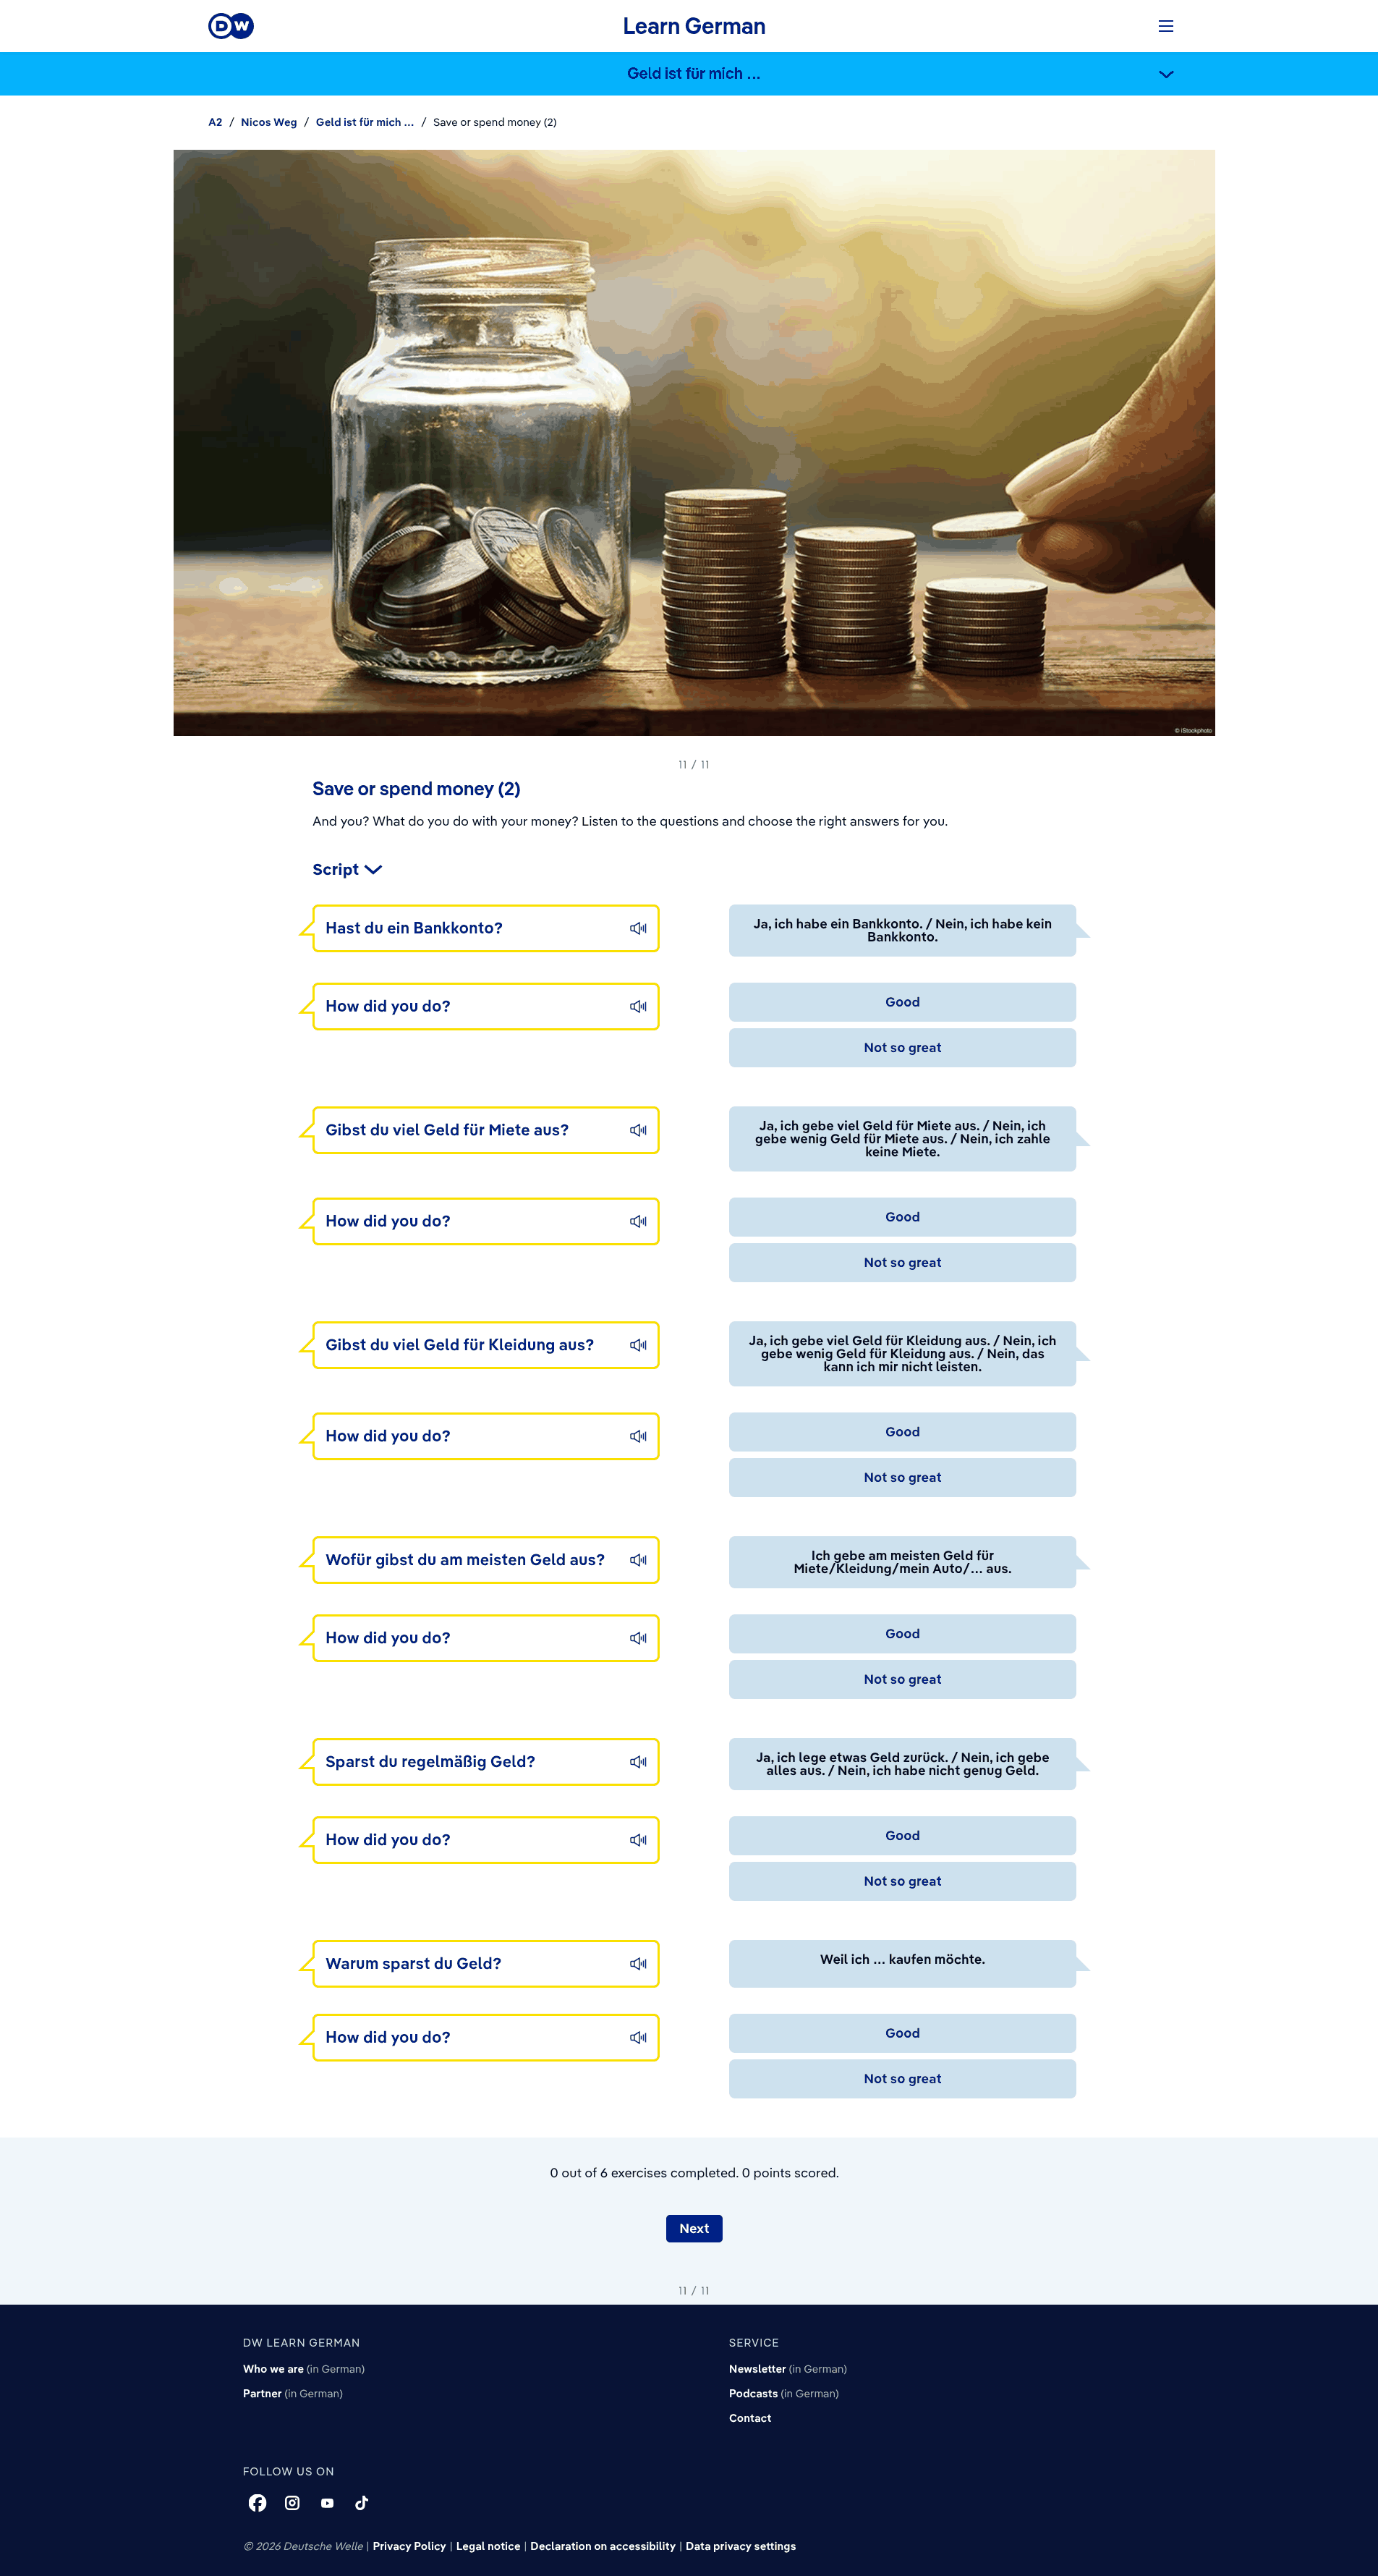 DW
Learn German
Geld ist für mich ...
A2 / Nicos Weg / Geld ist für mich ... / Save or spend money (2)
© iStockphoto
11 / 11
Save or spend money (2)
And you? What do you do with your money? Listen to the questions and choose the right answers for you.
Script
Hast du ein Bankkonto?
Ja, ich habe ein Bankkonto. / Nein, ich habe kein
Bankkonto.
How did you do?
Good
Not so great
Gibst du viel Geld für Miete aus?
Ja, ich gebe viel Geld für Miete aus. / Nein, ich
gebe wenig Geld für Miete aus. / Nein, ich zahle
keine Miete.
How did you do?
Good
Not so great
Gibst du viel Geld für Kleidung aus?
Ja, ich gebe viel Geld für Kleidung aus. / Nein, ich
gebe wenig Geld für Kleidung aus. / Nein, das
kann ich mir nicht leisten.
How did you do?
Good
Not so great
Wofür gibst du am meisten Geld aus?
Ich gebe am meisten Geld für
Miete/Kleidung/mein Auto/... aus.
How did you do?
Good
Not so great
Sparst du regelmäßig Geld?
Ja, ich lege etwas Geld zurück. / Nein, ich gebe
alles aus. / Nein, ich habe nicht genug Geld.
How did you do?
Good
Not so great
Warum sparst du Geld?
Weil ich ... kaufen möchte.
How did you do?
Good
Not so great
0 out of 6 exercises completed. 0 points scored.
Next
11 / 11
DW LEARN GERMAN
Who we are (in German)
Partner (in German)
SERVICE
Newsletter (in German)
Podcasts (in German)
Contact
FOLLOW US ON
© 2026 Deutsche Welle | Privacy Policy | Legal notice | Declaration on accessibility | Data privacy settings